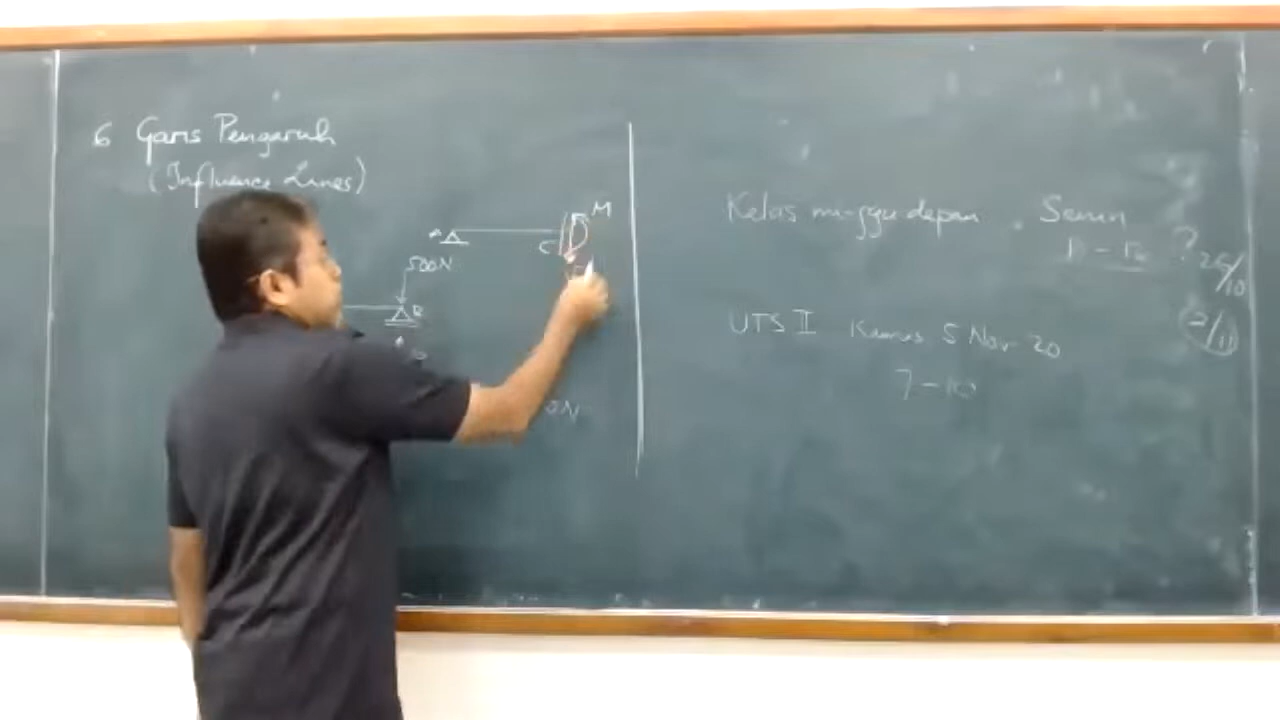 6 Garis Pengaruh
(Influence Lines)
M
A
C
500N
B
Kelas minggu depan, Senin
?
26/10
2/11
UTS II Kamis 5 Nov 20
7-10